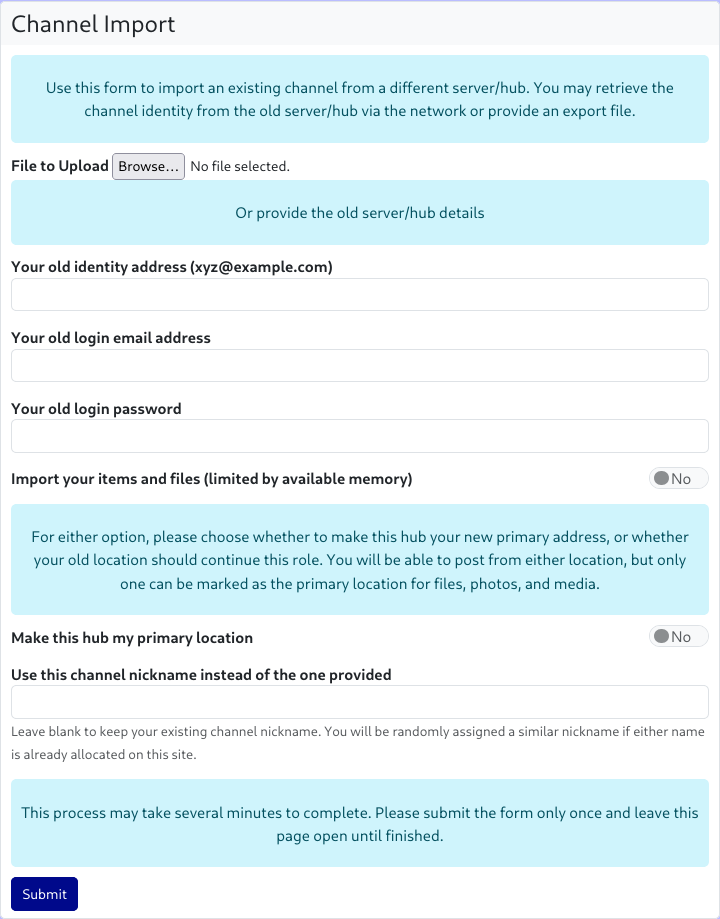 Channel Import
Use this form to import an existing channel from a different server/hub. You may retrieve the
channel identity from the old server/hub via the network or provide an export file.
File to Upload Browse... No file selected.
Or provide the old server/hub details
Your old identity address (xyz@example.com)
Your old login email address
Your old login password
Import your items and files (limited by available memory) No
For either option, please choose whether to make this hub your new primary address, or whether
your old location should continue this role. You will be able to post from either location, but only
one can be marked as the primary location for files, photos, and media.
Make this hub my primary location No
Use this channel nickname instead of the one provided
Leave blank to keep your existing channel nickname. You will be randomly assigned a similar nickname if either name
is already allocated on this site.
This process may take several minutes to complete. Please submit the form only once and leave this
page open until finished.
Submit